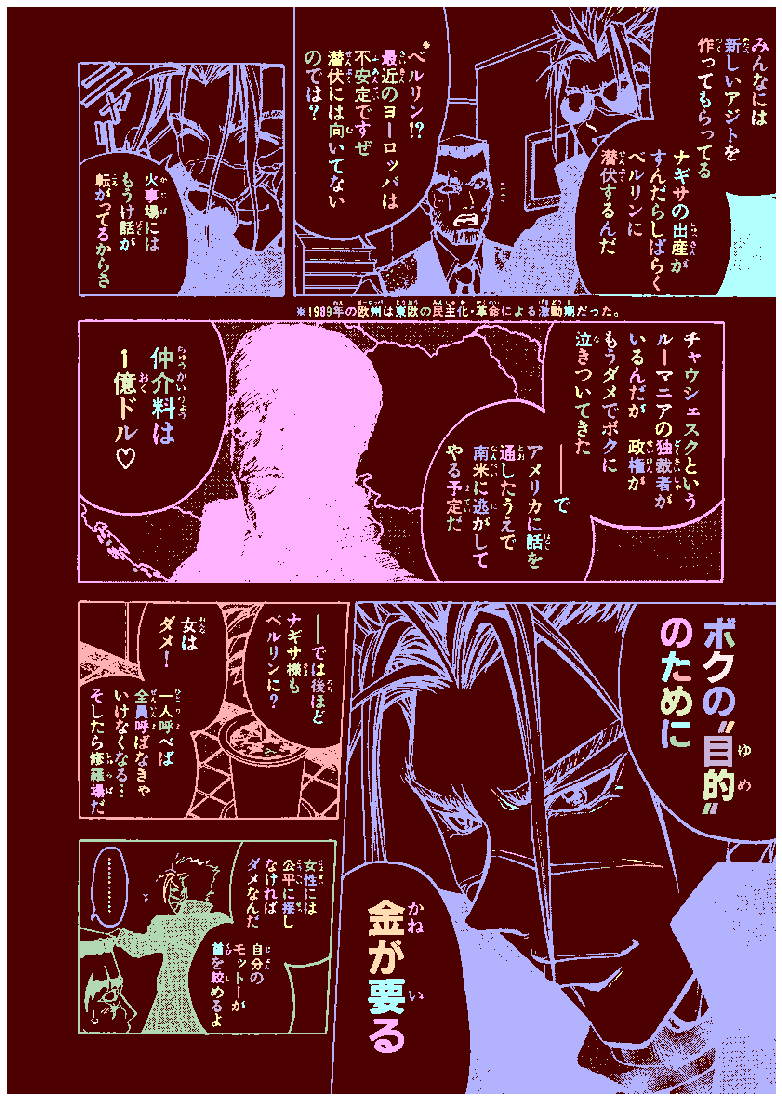 みんなには
新しいアジトを
作ってもらってる
ナギサの出産が
すんだらしばらく
ベルリンに
潜伏するんだ
*ベルリン!?
最近のヨーロッパは
不安定ですぜ
潜伏には向いてない
のでは？
火事場には
もうけ話が
転がってるからさ
※1989年の欧州は東欧の民主化・革命による激動期だった。
チャウシェスクという
ルーマニアの独裁者が
いるんだが 政権が
もうダメでボクに
泣きついてきた
──で
アメリカに話を
通したうえで
南米に逃がして
やる予定だ
仲介料は
1億ドル♡
ボクの“目的”
のために
金が要る
──では後ほど
ナギサ様も
ベルリンに？
女は
ダメ！
一人呼べば
全員呼ばなきゃ
いけなくなる…
そしたら修羅場だ
女性には
公平に接し
なければ
ダメなんだ
自分の
モットーが
首を絞めるよ
…………